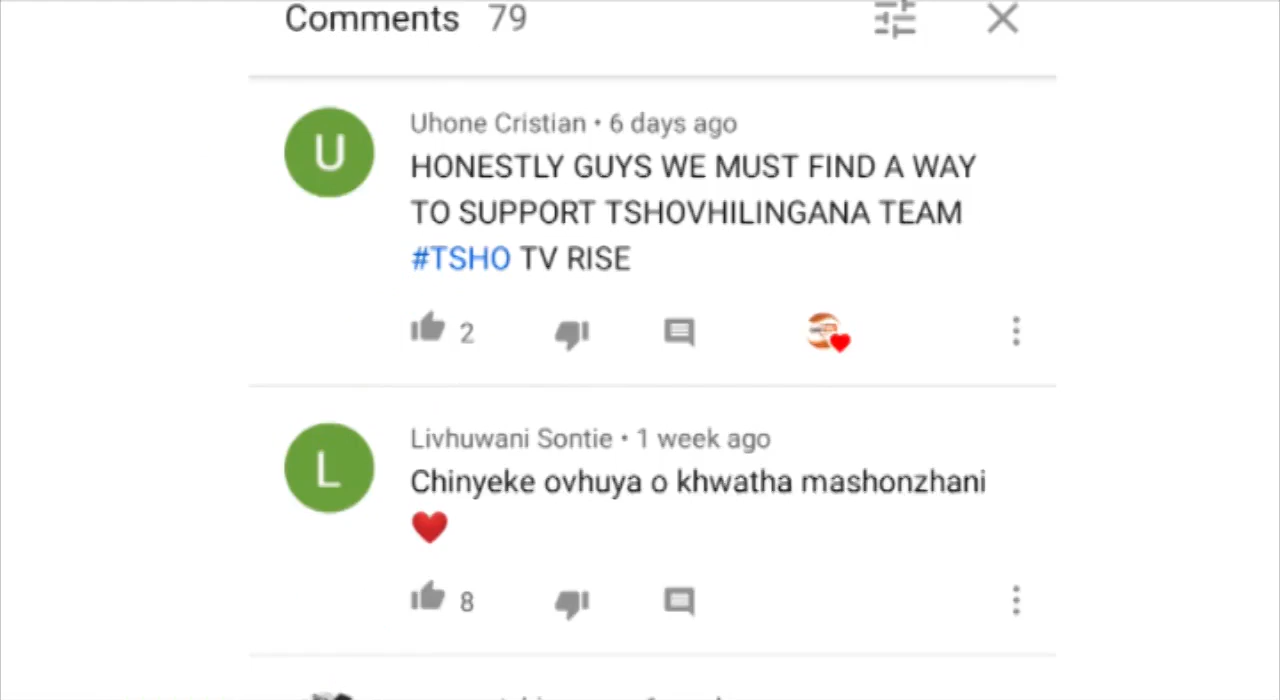 Comments 79
U
Uhone Cristian • 6 days ago
HONESTLY GUYS WE MUST FIND A WAY
TO SUPPORT TSHOVHILINGANA TEAM
#TSHO TV RISE
2
L
Livhuwani Sontie • 1 week ago
Chinyeke ovhuya o khwatha mashonzhani
❤️
8